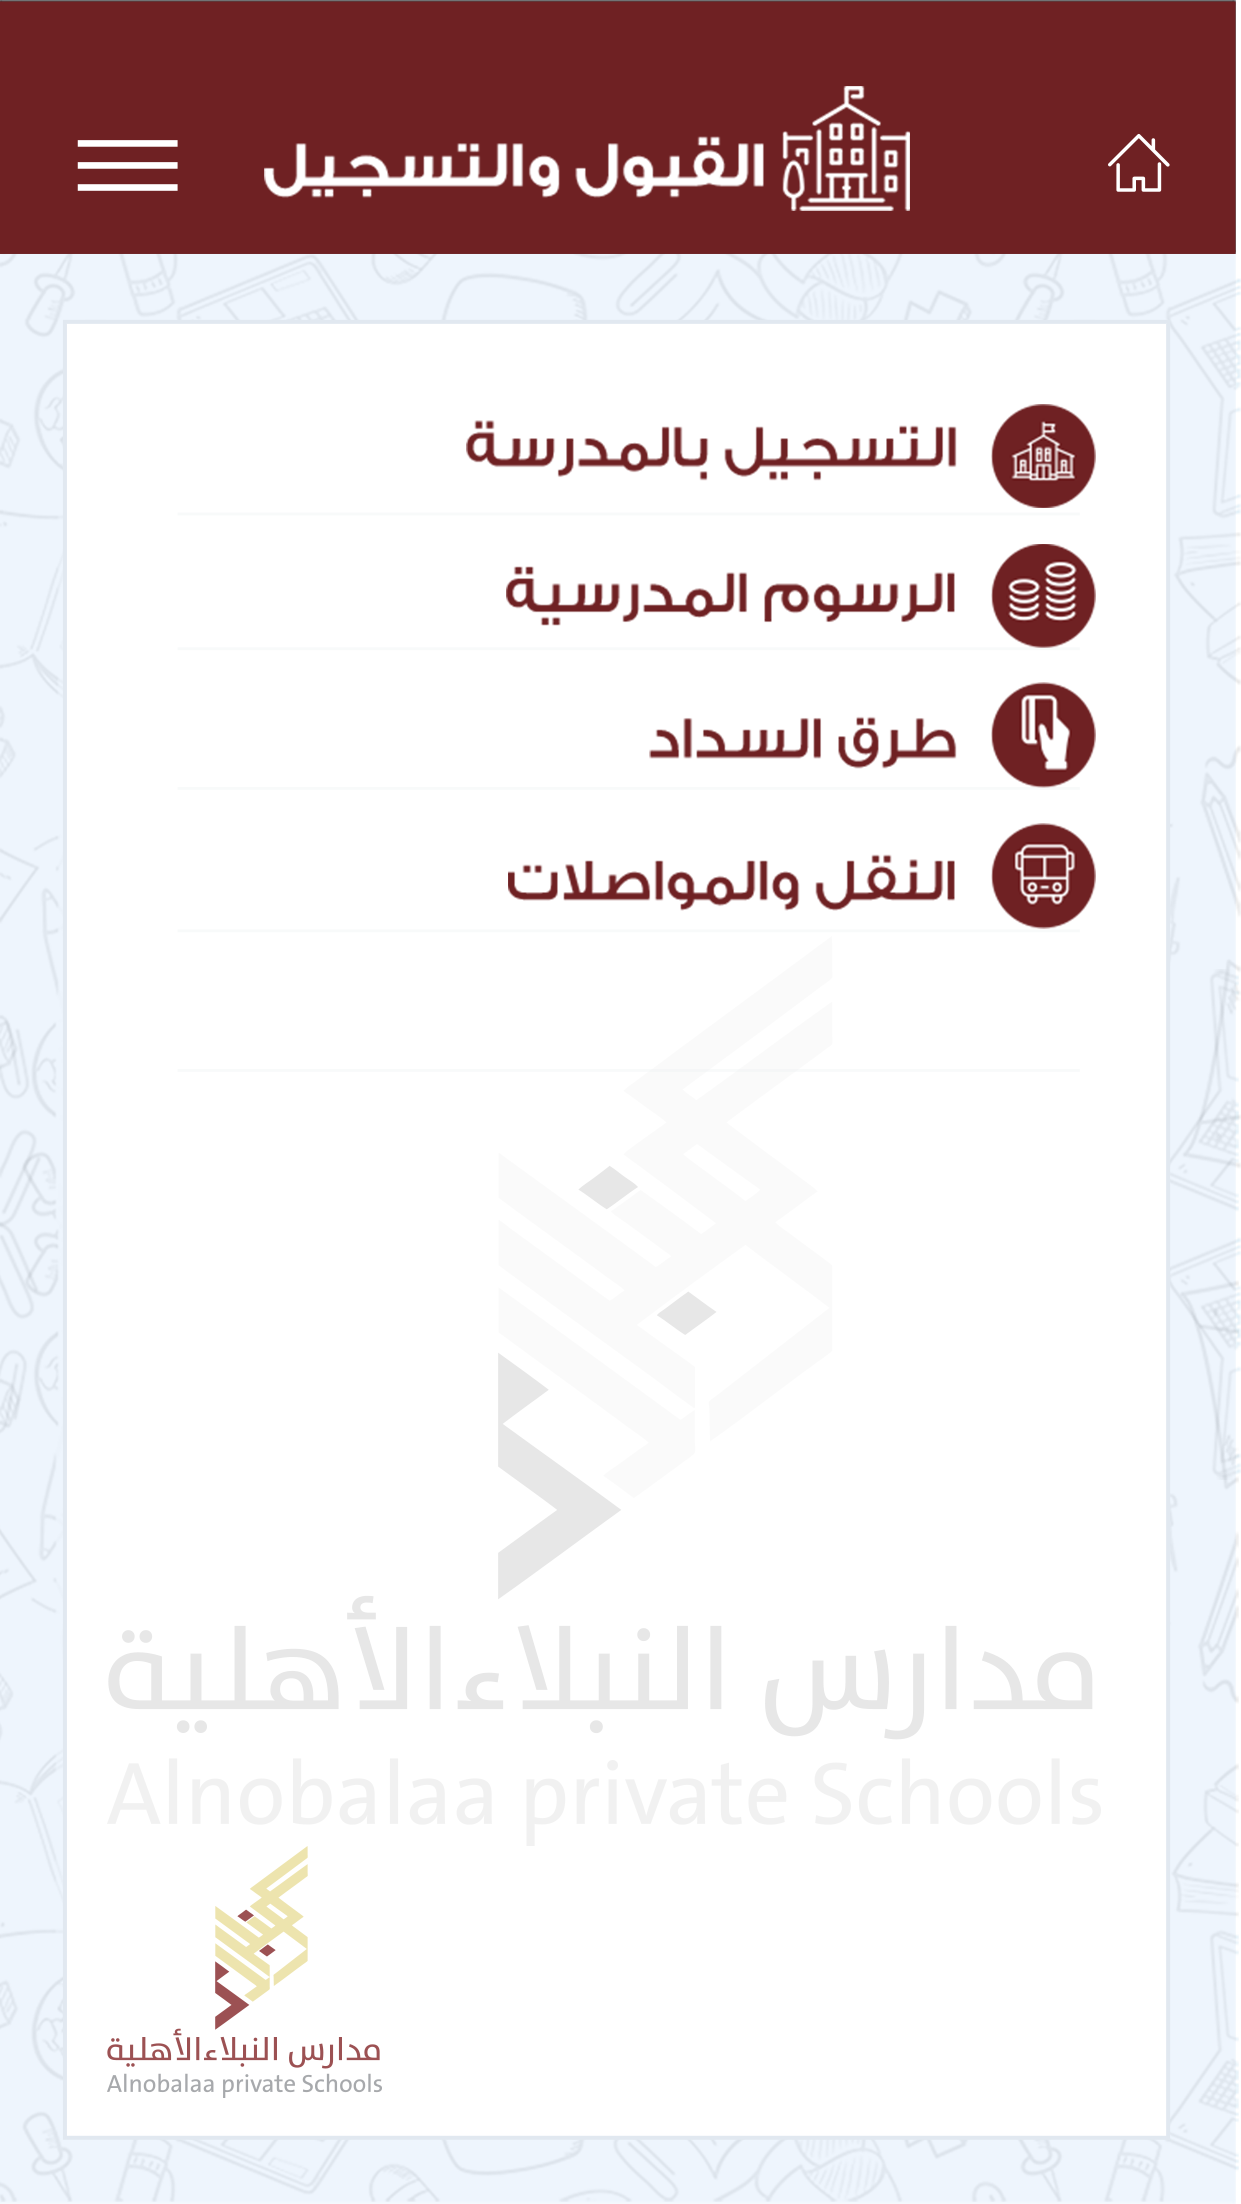 القبول والتسجيل
التسجيل بالمدرسة
الرسوم المدرسية
طرق السداد
النقل والمواصلات
مدارس النبلاء الأهلية
Alnobalaa private Schools
مدارس النبلاء الأهلية
Alnobalaa private Schools